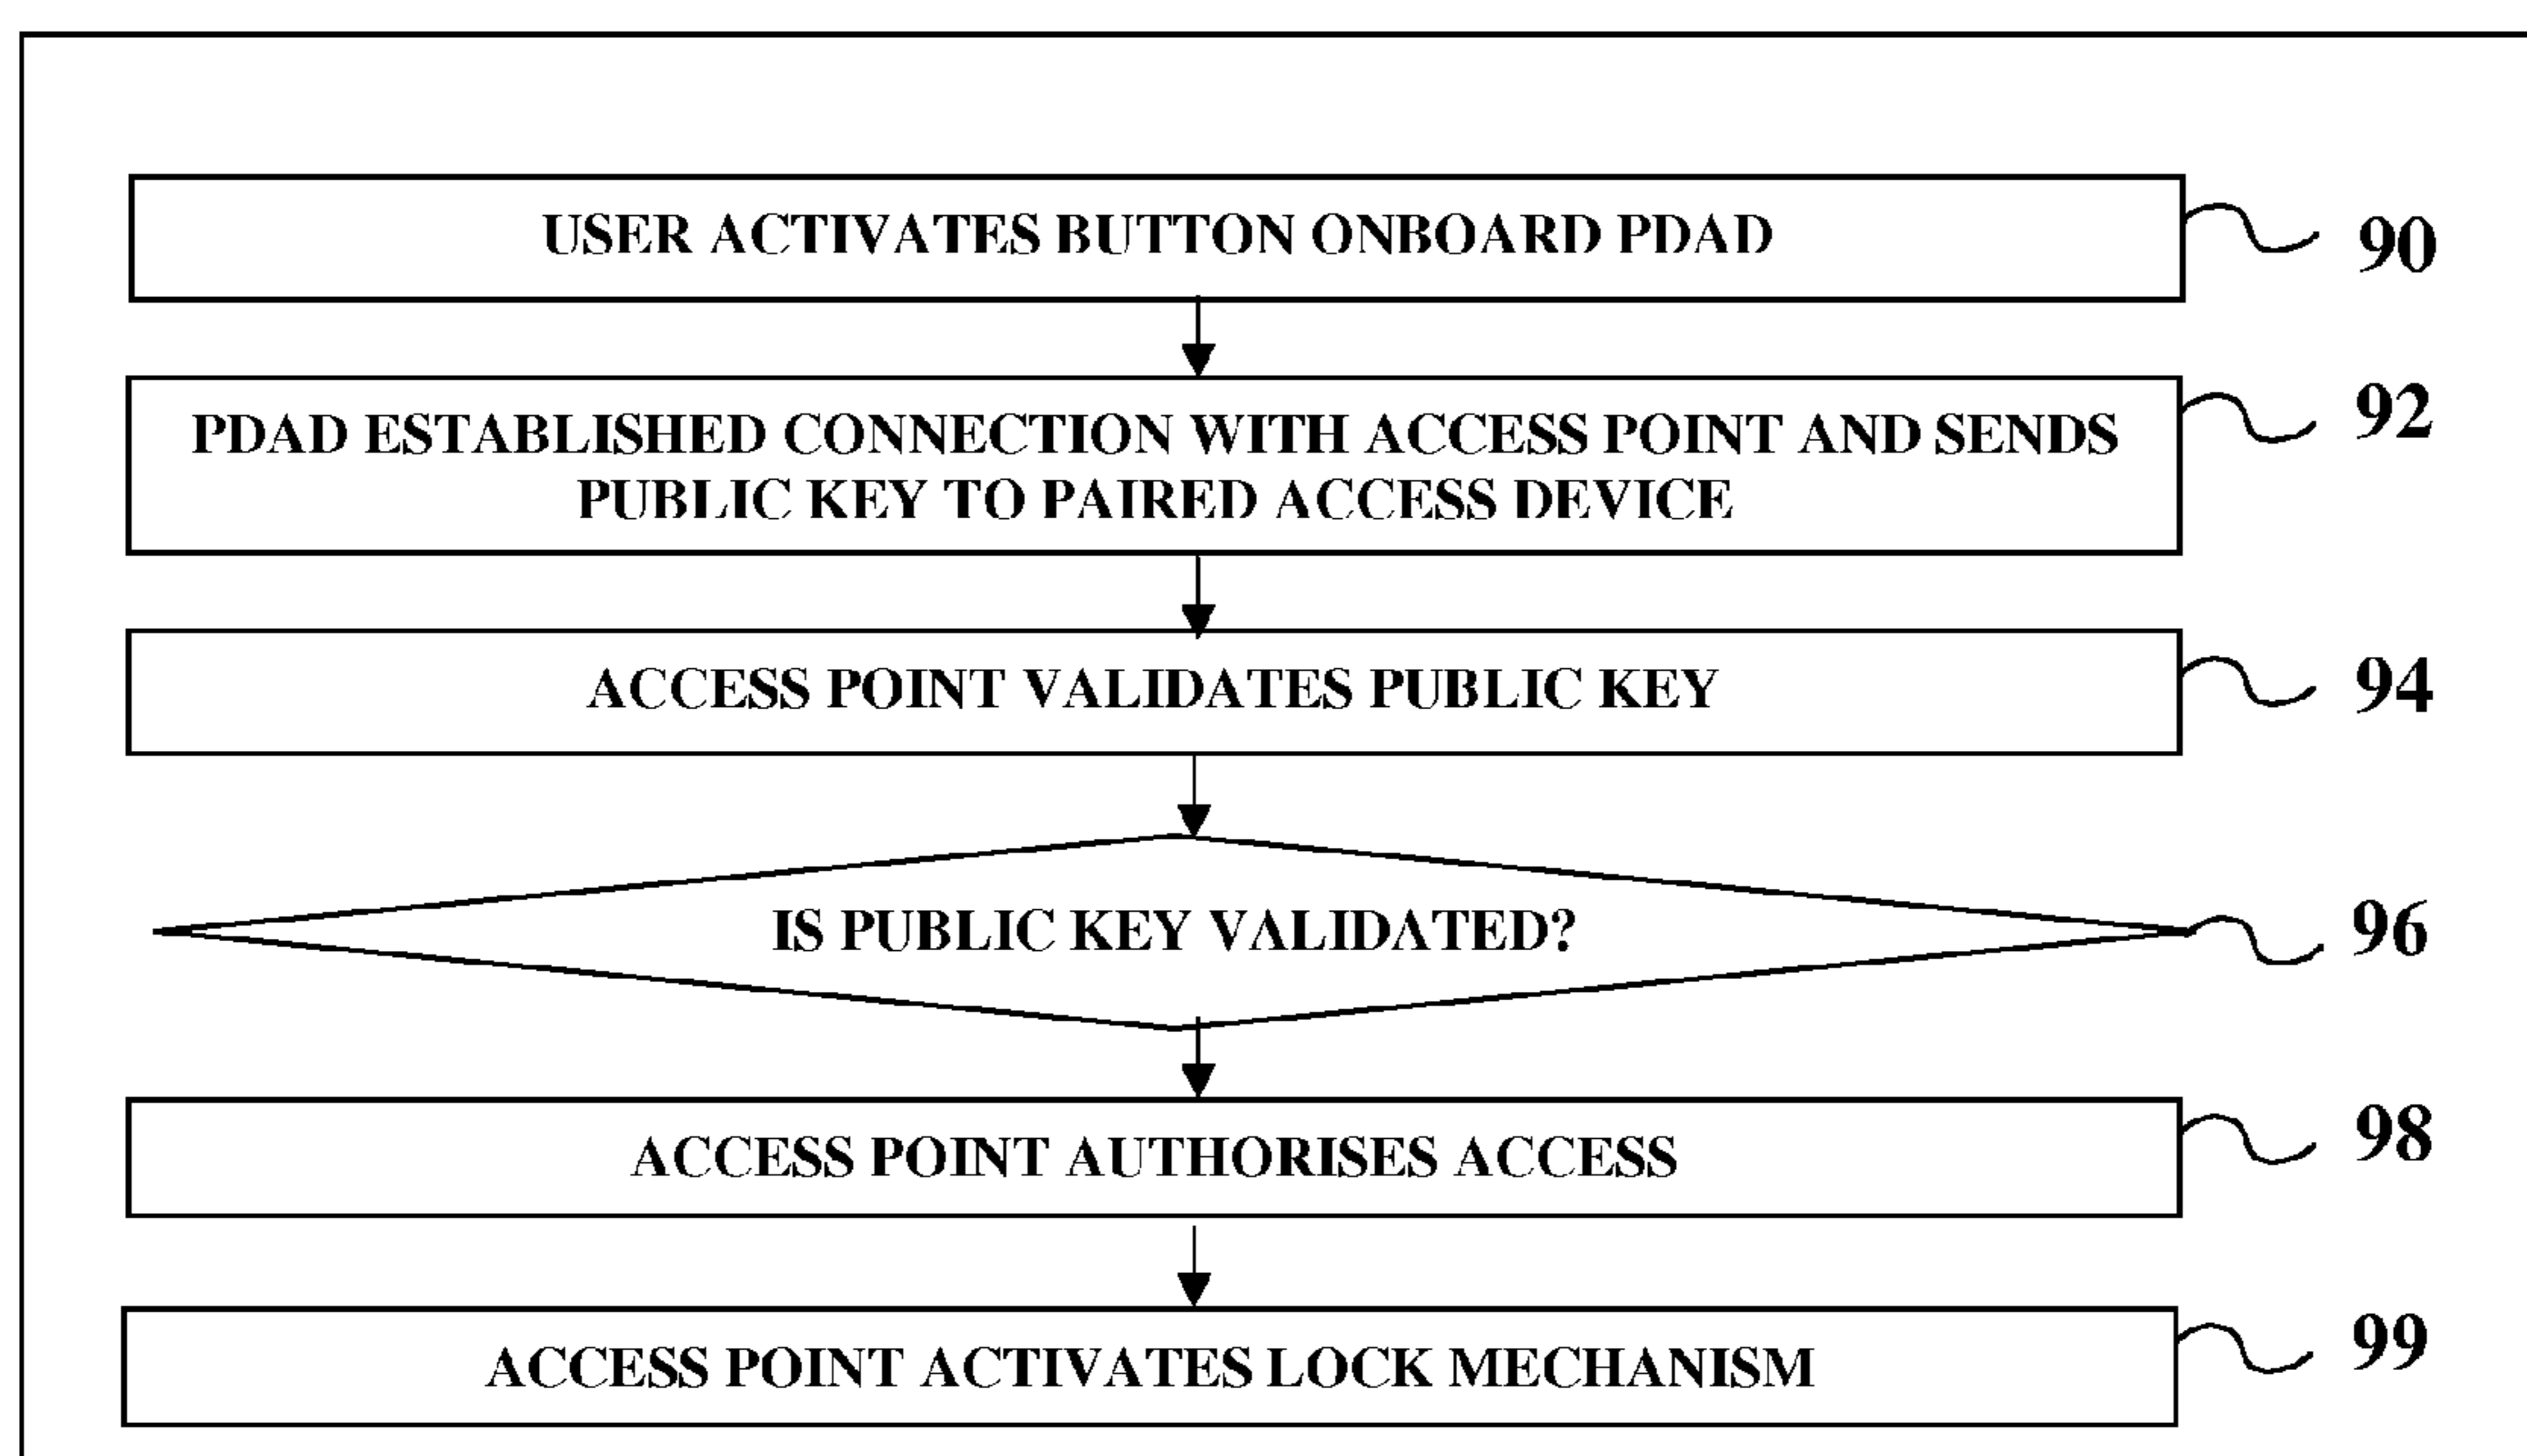 USER ACTIVATES BUTTON ONBOARD PDAD
90
PDAD ESTABLISHED CONNECTION WITH ACCESS POINT AND SENDS
PUBLIC KEY TO PAIRED ACCESS DEVICE
92
ACCESS POINT VALIDATES PUBLIC KEY
94
IS PUBLIC KEY VALIDATED?
96
ACCESS POINT AUTHORISES ACCESS
98
ACCESS POINT ACTIVATES LOCK MECHANISM
99